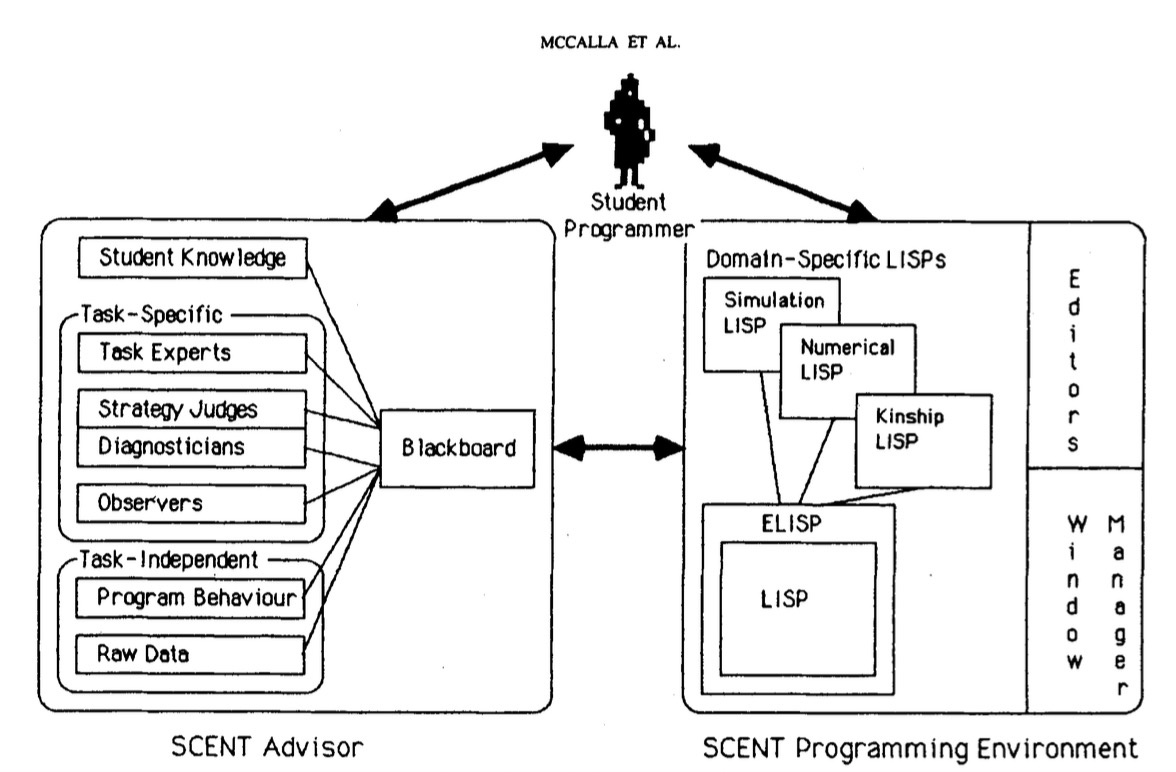 MCCALLA ET AL.
Student
Programmer
Student Knowledge
Task-Specific
Task Experts
Strategy Judges
Diagnosticians
Observers
Task-Independent
Program Behaviour
Raw Data
Blackboard
SCENT Advisor
Domain-Specific LISPs
Simulation
LISP
Numerical
LISP
Kinship
LISP
ELISP
LISP
Editors
Window
Manager
SCENT Programming Environment